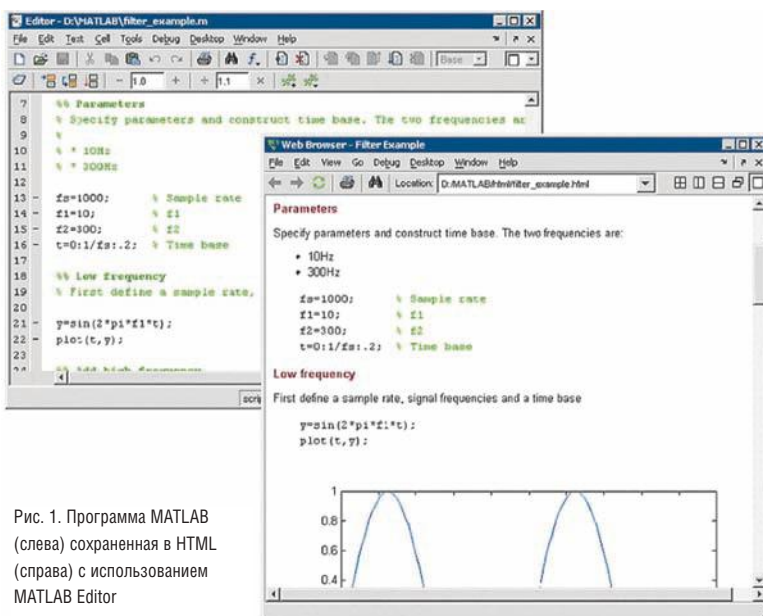 Editor - D:\MATLAB\filter_example.m
File Edit Text Cell Tools Debug Desktop Window Help
Base
1.0 1.1
7 %% Parameters
8 % Specify parameters and construct time base. The two frequencies ar
9 %
10 % * 10Hz
11 % * 300Hz
12
13 - fs=1000; % Sample rate
14 - f1=10; % f1
15 - f2=300; % f2
16 - t=0:1/fs:.2; % Time base
17
18 %% Low frequency
19 % First define a sample rate,
20
21 - y=sin(2*pi*f1*t);
22 - plot(t,y);
23
24 %% Add high frequency
scrip
Web Browser - Filter Example
File Edit View Go Debug Desktop Window Help
Location: D:/MATLAB/html/filter_example.html
Parameters
Specify parameters and construct time base. The two frequencies are:
• 10Hz
• 300Hz
fs=1000; % Sample rate
f1=10; % f1
f2=300; % f2
t=0:1/fs:.2; % Time base
Low frequency
First define a sample rate, signal frequencies and a time base
y=sin(2*pi*f1*t);
plot(t,y);
1
0.8
0.6
0.4
Рис. 1. Программа MATLAB
(слева) сохраненная в HTML
(справа) с использованием
MATLAB Editor